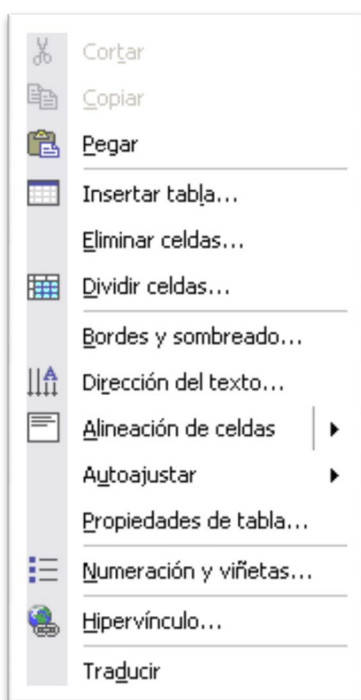 Cortar
Copiar
Pegar
Insertar tabla...
Eliminar celdas...
Dividir celdas...
Bordes y sombreado...
Dirección del texto...
Alineación de celdas
Autoajustar
Propiedades de tabla...
Numeración y viñetas...
Hipervínculo...
Traducir